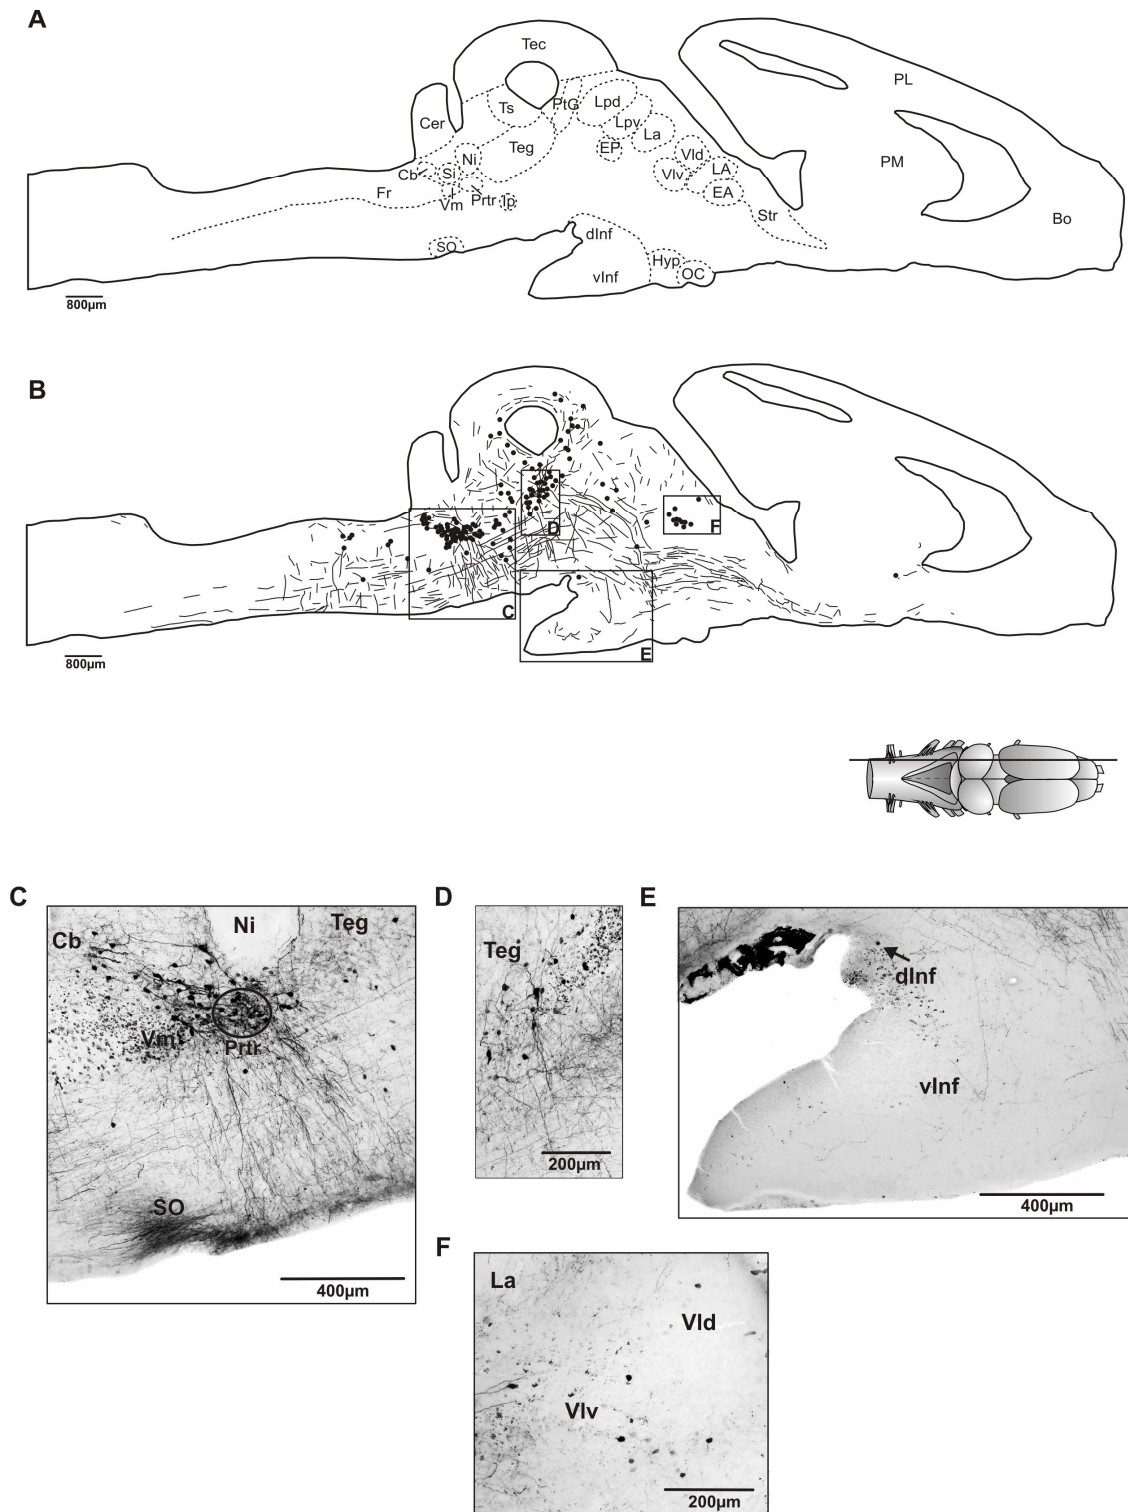 A
Tec
PL
Cer
Ts
PtG
Lpd
Lpv
La
PM
Teg
EP
Vld
Ni
Cb
Si
Vlv
LA
Fr
EA
Vm
Prtr
Ip
Str
Bo
SO
dInf
Hyp
vInf
OC
800µm
B
D
F
C
E
800µm
C
Ni
Teg
Cb
Vm
Prtr
SO
400µm
D
Teg
200µm
E
dInf
vInf
400µm
F
La
Vld
Vlv
200µm